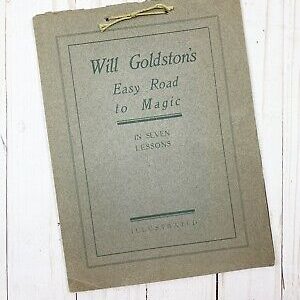 Will Goldston's
Easy Road
to Magic
IN SEVEN
LESSONS
ILLUSTRATED